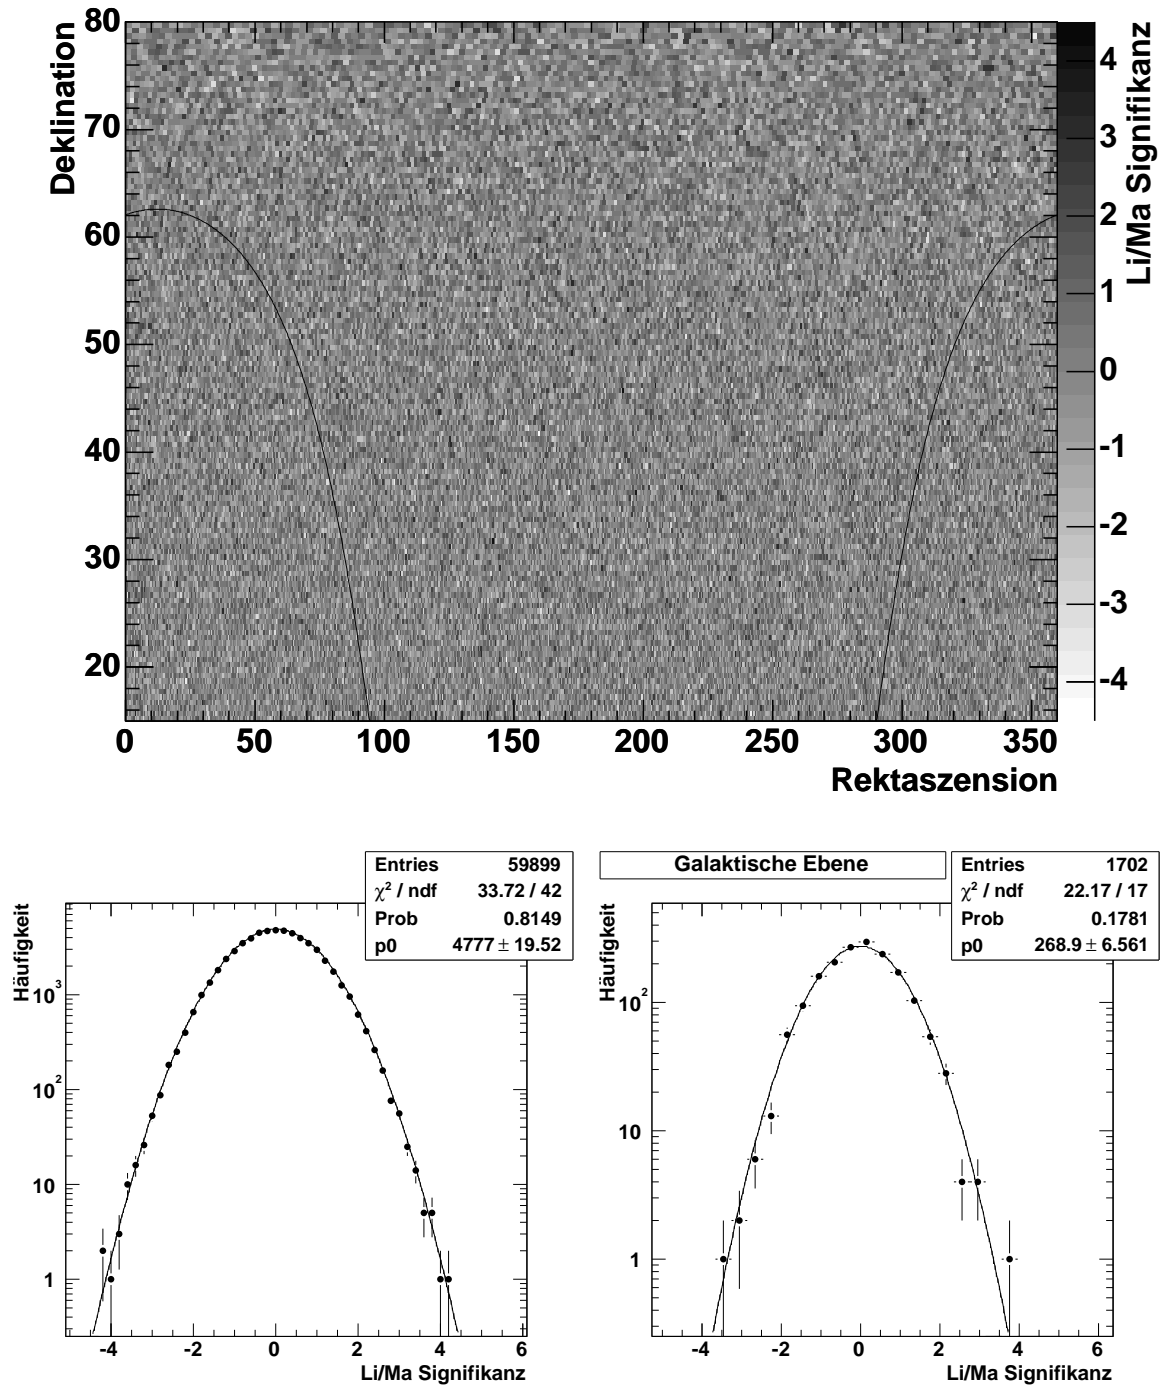 Deklination
80
70
60
50
40
30
20
0 50 100 150 200 250 300 350
Rektaszension
Li/Ma Signifikanz
4
3
2
1
0
-1
-2
-3
-4
Entries 59899
χ² / ndf 33.72 / 42
Prob 0.8149
p0 4777 ± 19.52
Häufigkeit
10³
10²
10
1
-4 -2 0 2 4 6
Li/Ma Signifikanz
Galaktische Ebene
Entries 1702
χ² / ndf 22.17 / 17
Prob 0.1781
p0 268.9 ± 6.561
Häufigkeit
10²
10
1
-4 -2 0 2 4 6
Li/Ma Signifikanz